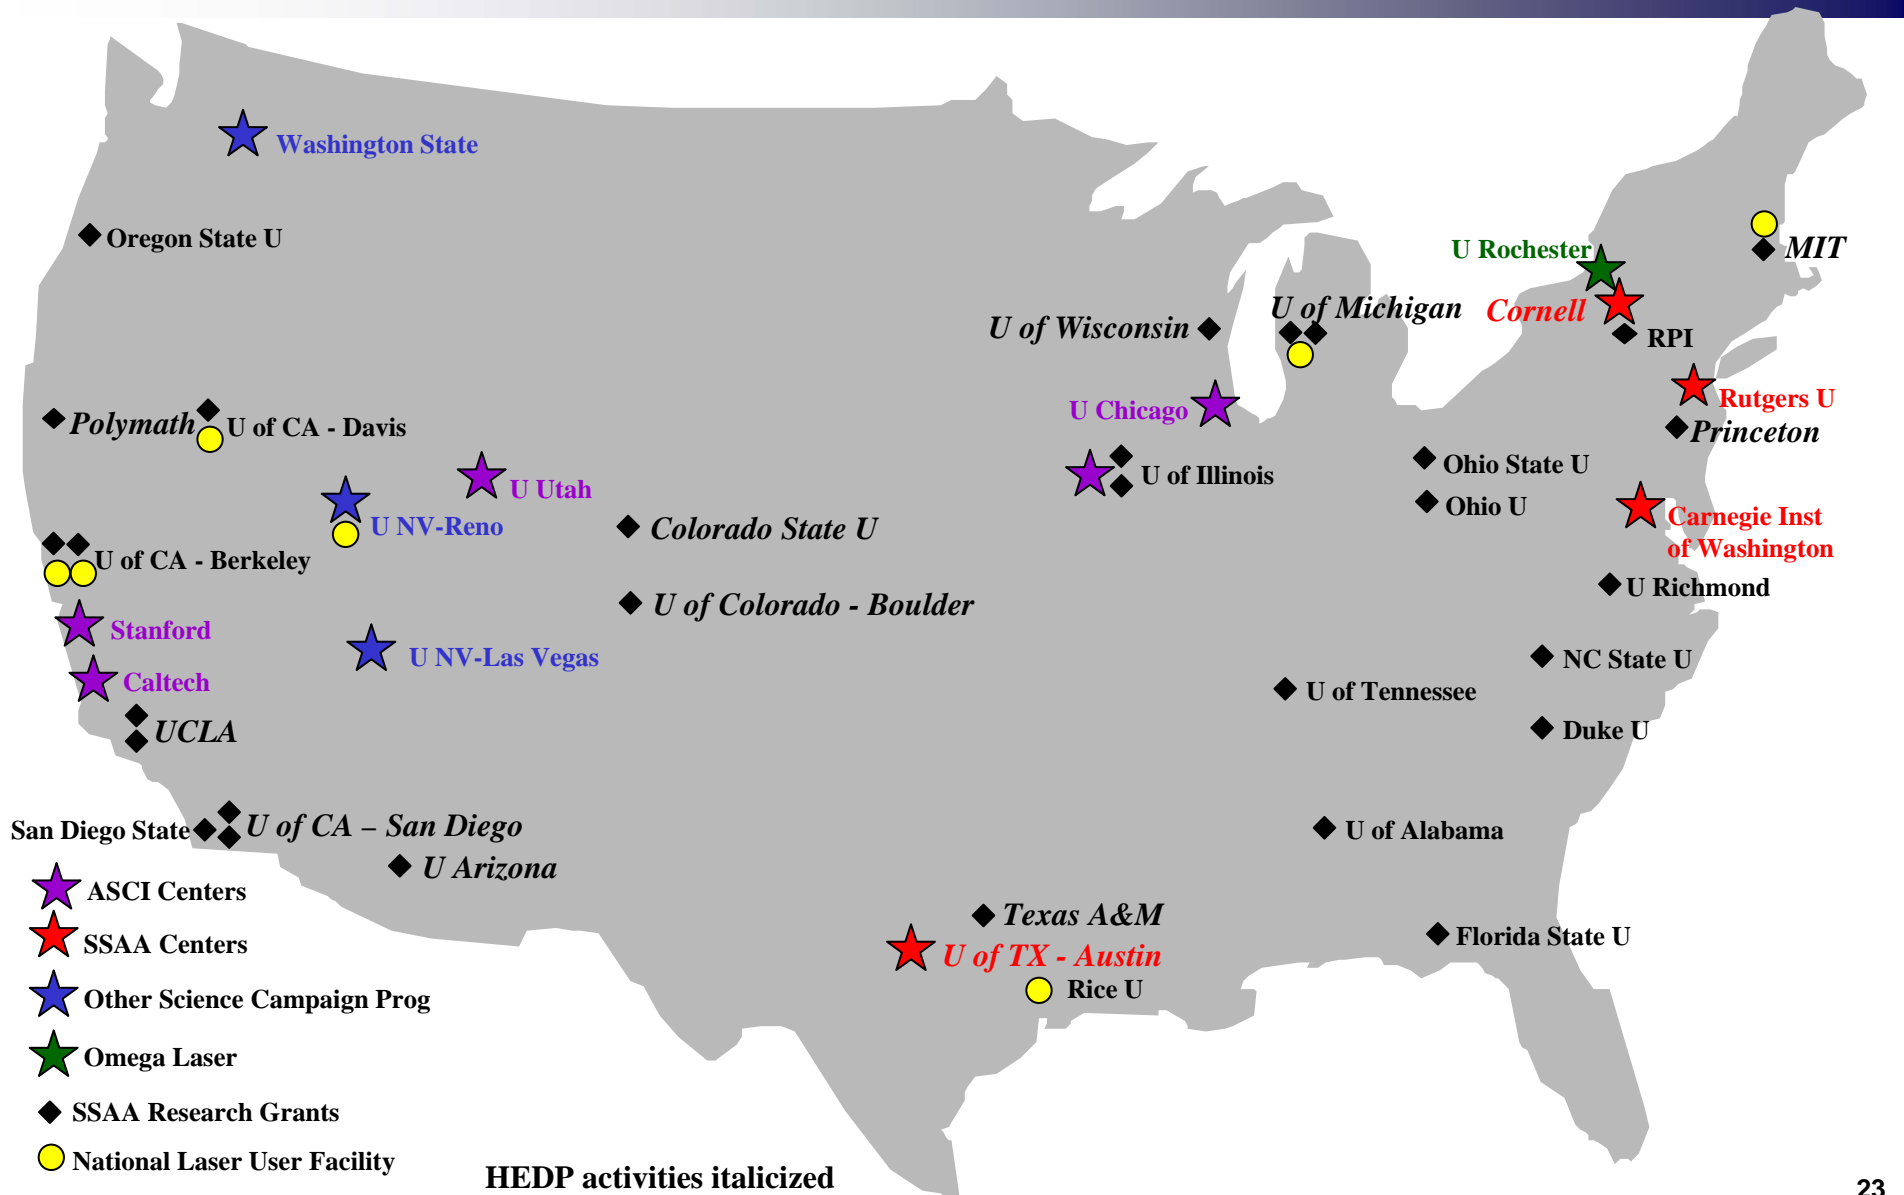 Washington State
Oregon State U
U Rochester
MIT
U of Michigan
Cornell
U of Wisconsin
RPI
Rutgers U
U Chicago
Polymath
U of CA - Davis
Princeton
Ohio State U
U of Illinois
U Utah
Ohio U
Carnegie Inst
of Washington
U NV-Reno
Colorado State U
U of CA - Berkeley
U Richmond
U of Colorado - Boulder
Stanford
U NV-Las Vegas
NC State U
Caltech
U of Tennessee
UCLA
Duke U
San Diego State
U of CA – San Diego
U of Alabama
U Arizona
ASCI Centers
Texas A&M
Florida State U
SSAA Centers
U of TX - Austin
Rice U
Other Science Campaign Prog
Omega Laser
SSAA Research Grants
National Laser User Facility
HEDP activities italicized
23